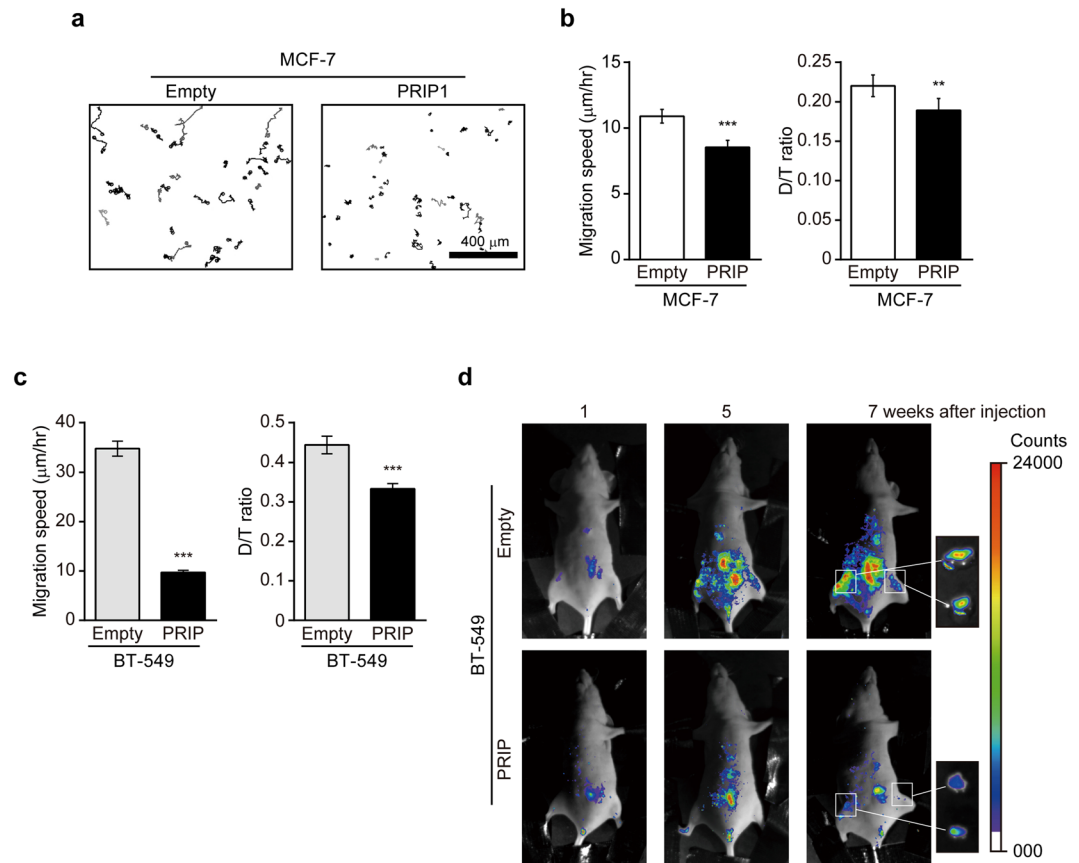 a
MCF-7
Empty
PRIP1
400 μm
b
Migration speed (μm/hr)
15
10
5
0
***
Empty
PRIP
MCF-7
D/T ratio
0.25
0.20
0.15
0.10
0.05
0.00
**
Empty
PRIP
MCF-7
c
Migration speed (μm/hr)
40
30
20
10
0
***
Empty
PRIP
BT-549
D/T ratio
0.5
0.4
0.3
0.2
0.1
0
***
Empty
PRIP
BT-549
d
1
5
7 weeks after injection
Counts
24000
000
BT-549
Empty
PRIP